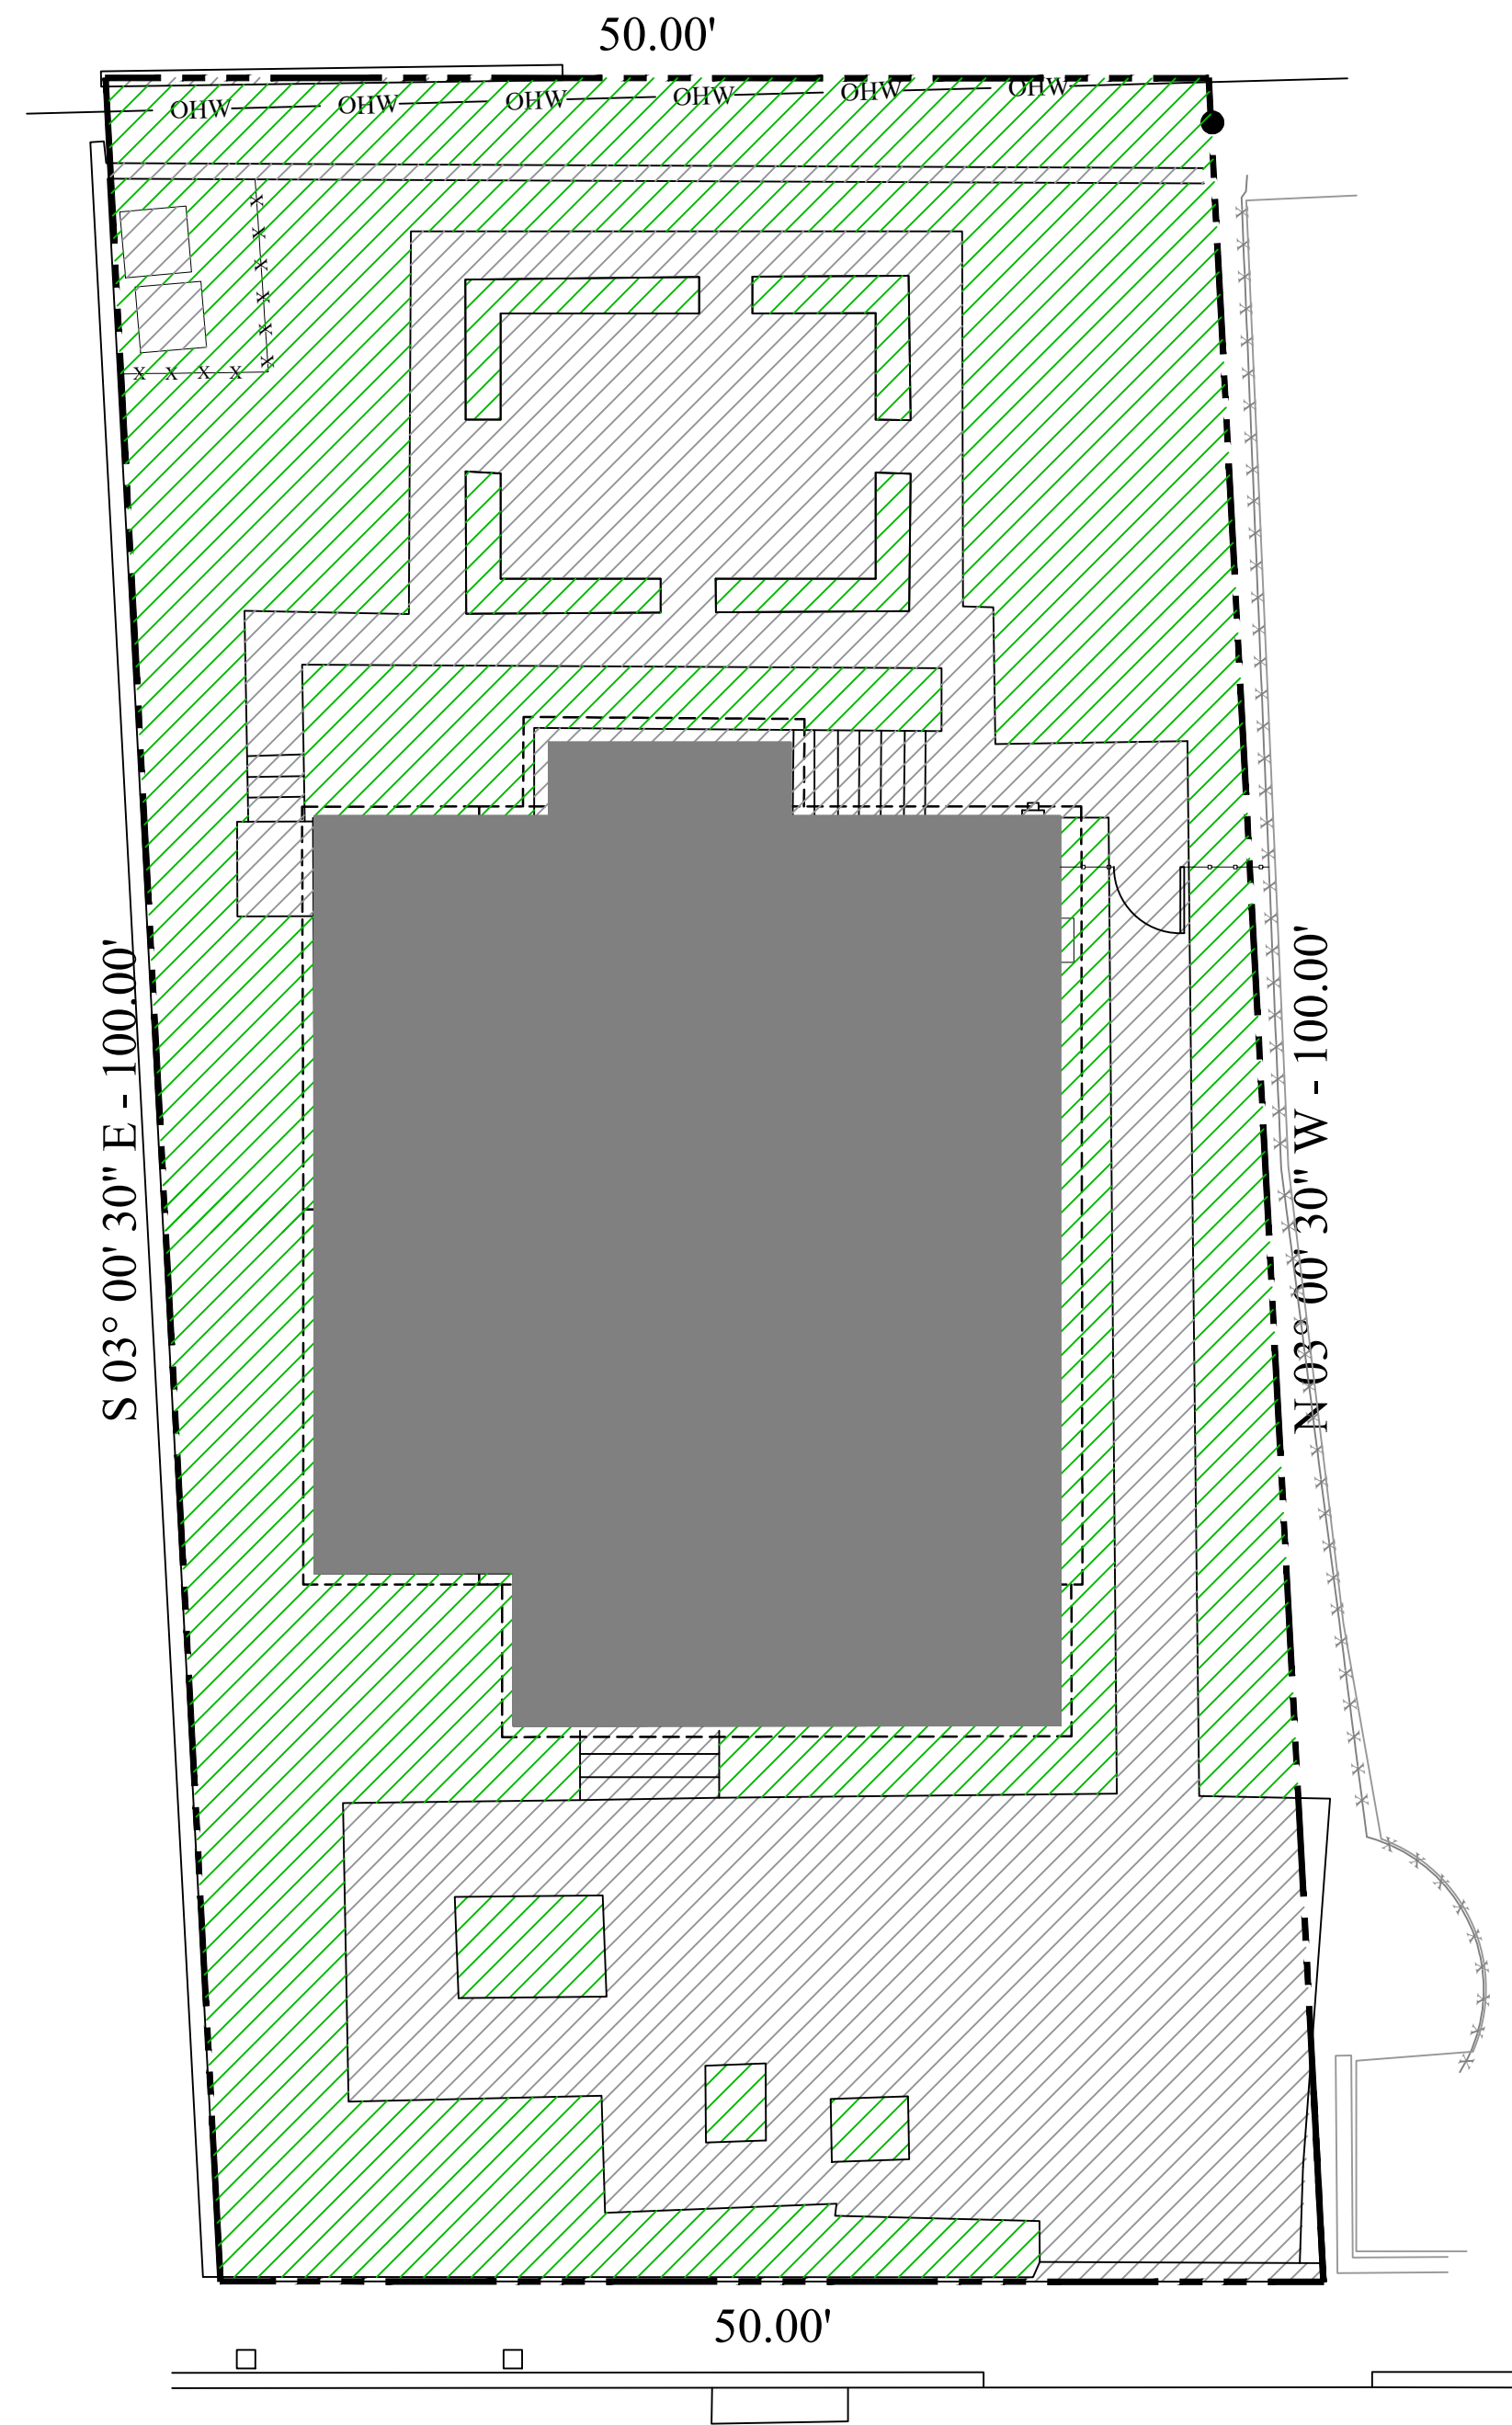 50.00'
OHW OHW OHW OHW OHW OHW
X
X
X
X
X
X
X X X X
S 03° 00' 30" E - 100.00'
N 03° 00' 30" W - 100.00'
50.00'